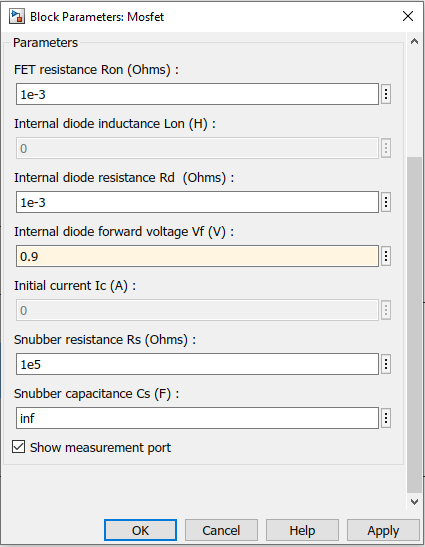 Block Parameters: Mosfet
Parameters
FET resistance Ron (Ohms) :
1e-3
Internal diode inductance Lon (H) :
0
Internal diode resistance Rd  (Ohms) :
1e-3
Internal diode forward voltage Vf (V) :
0.9
Initial current Ic (A) :
0
Snubber resistance Rs (Ohms) :
1e5
Snubber capacitance Cs (F) :
inf
Show measurement port
OK Cancel Help Apply